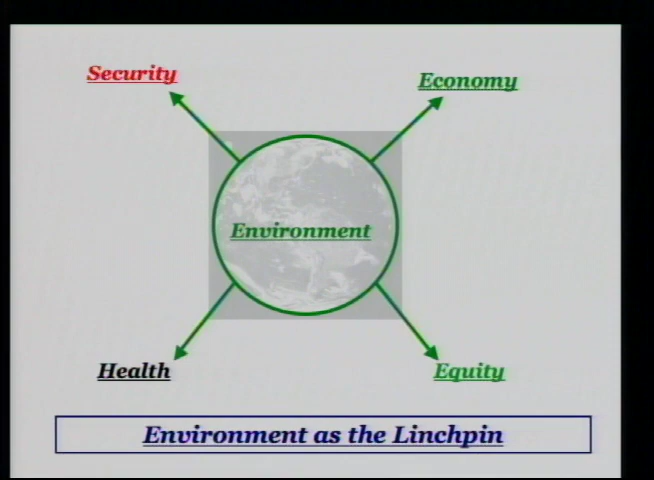 Security
Economy
Environment
Health
Equity
Environment as the Linchpin